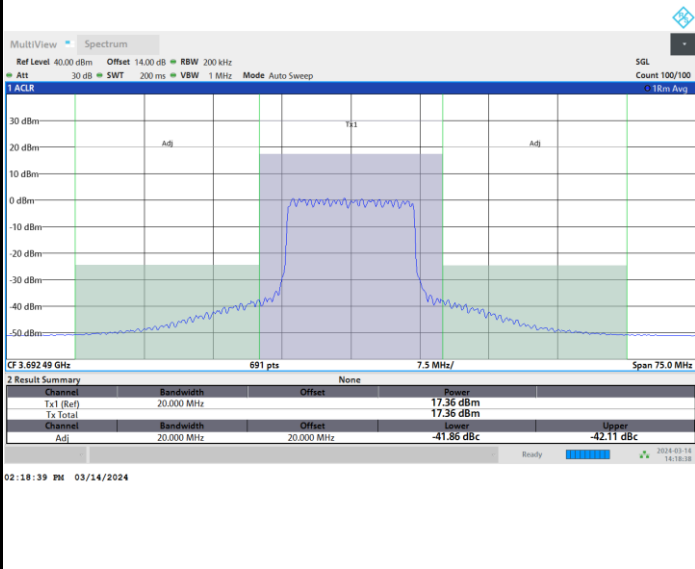 MultiView Spectrum
Ref Level 40.00 dBm Offset 14.00 dB RBW 200 kHz SGL
Att 30 dB SWT 200 ms VBW 1 MHz Mode Auto Sweep Count 100/100
1 ACLR 1Rm Avg
30 dBm
Tx1
20 dBm Adj Adj
10 dBm
0 dBm
-10 dBm
-20 dBm
-30 dBm
-40 dBm
-50 dBm
CF 3.692 49 GHz 691 pts 7.5 MHz/ Span 75.0 MHz
2 Result Summary None
Channel Bandwidth Offset Power
Tx1 (Ref) 20.000 MHz 17.36 dBm
Tx Total 17.36 dBm
Channel Bandwidth Offset Lower Upper
Adj 20.000 MHz 20.000 MHz -41.86 dBc -42.11 dBc
Ready 2024-03-14
14:18:38
02:18:39 PM 03/14/2024